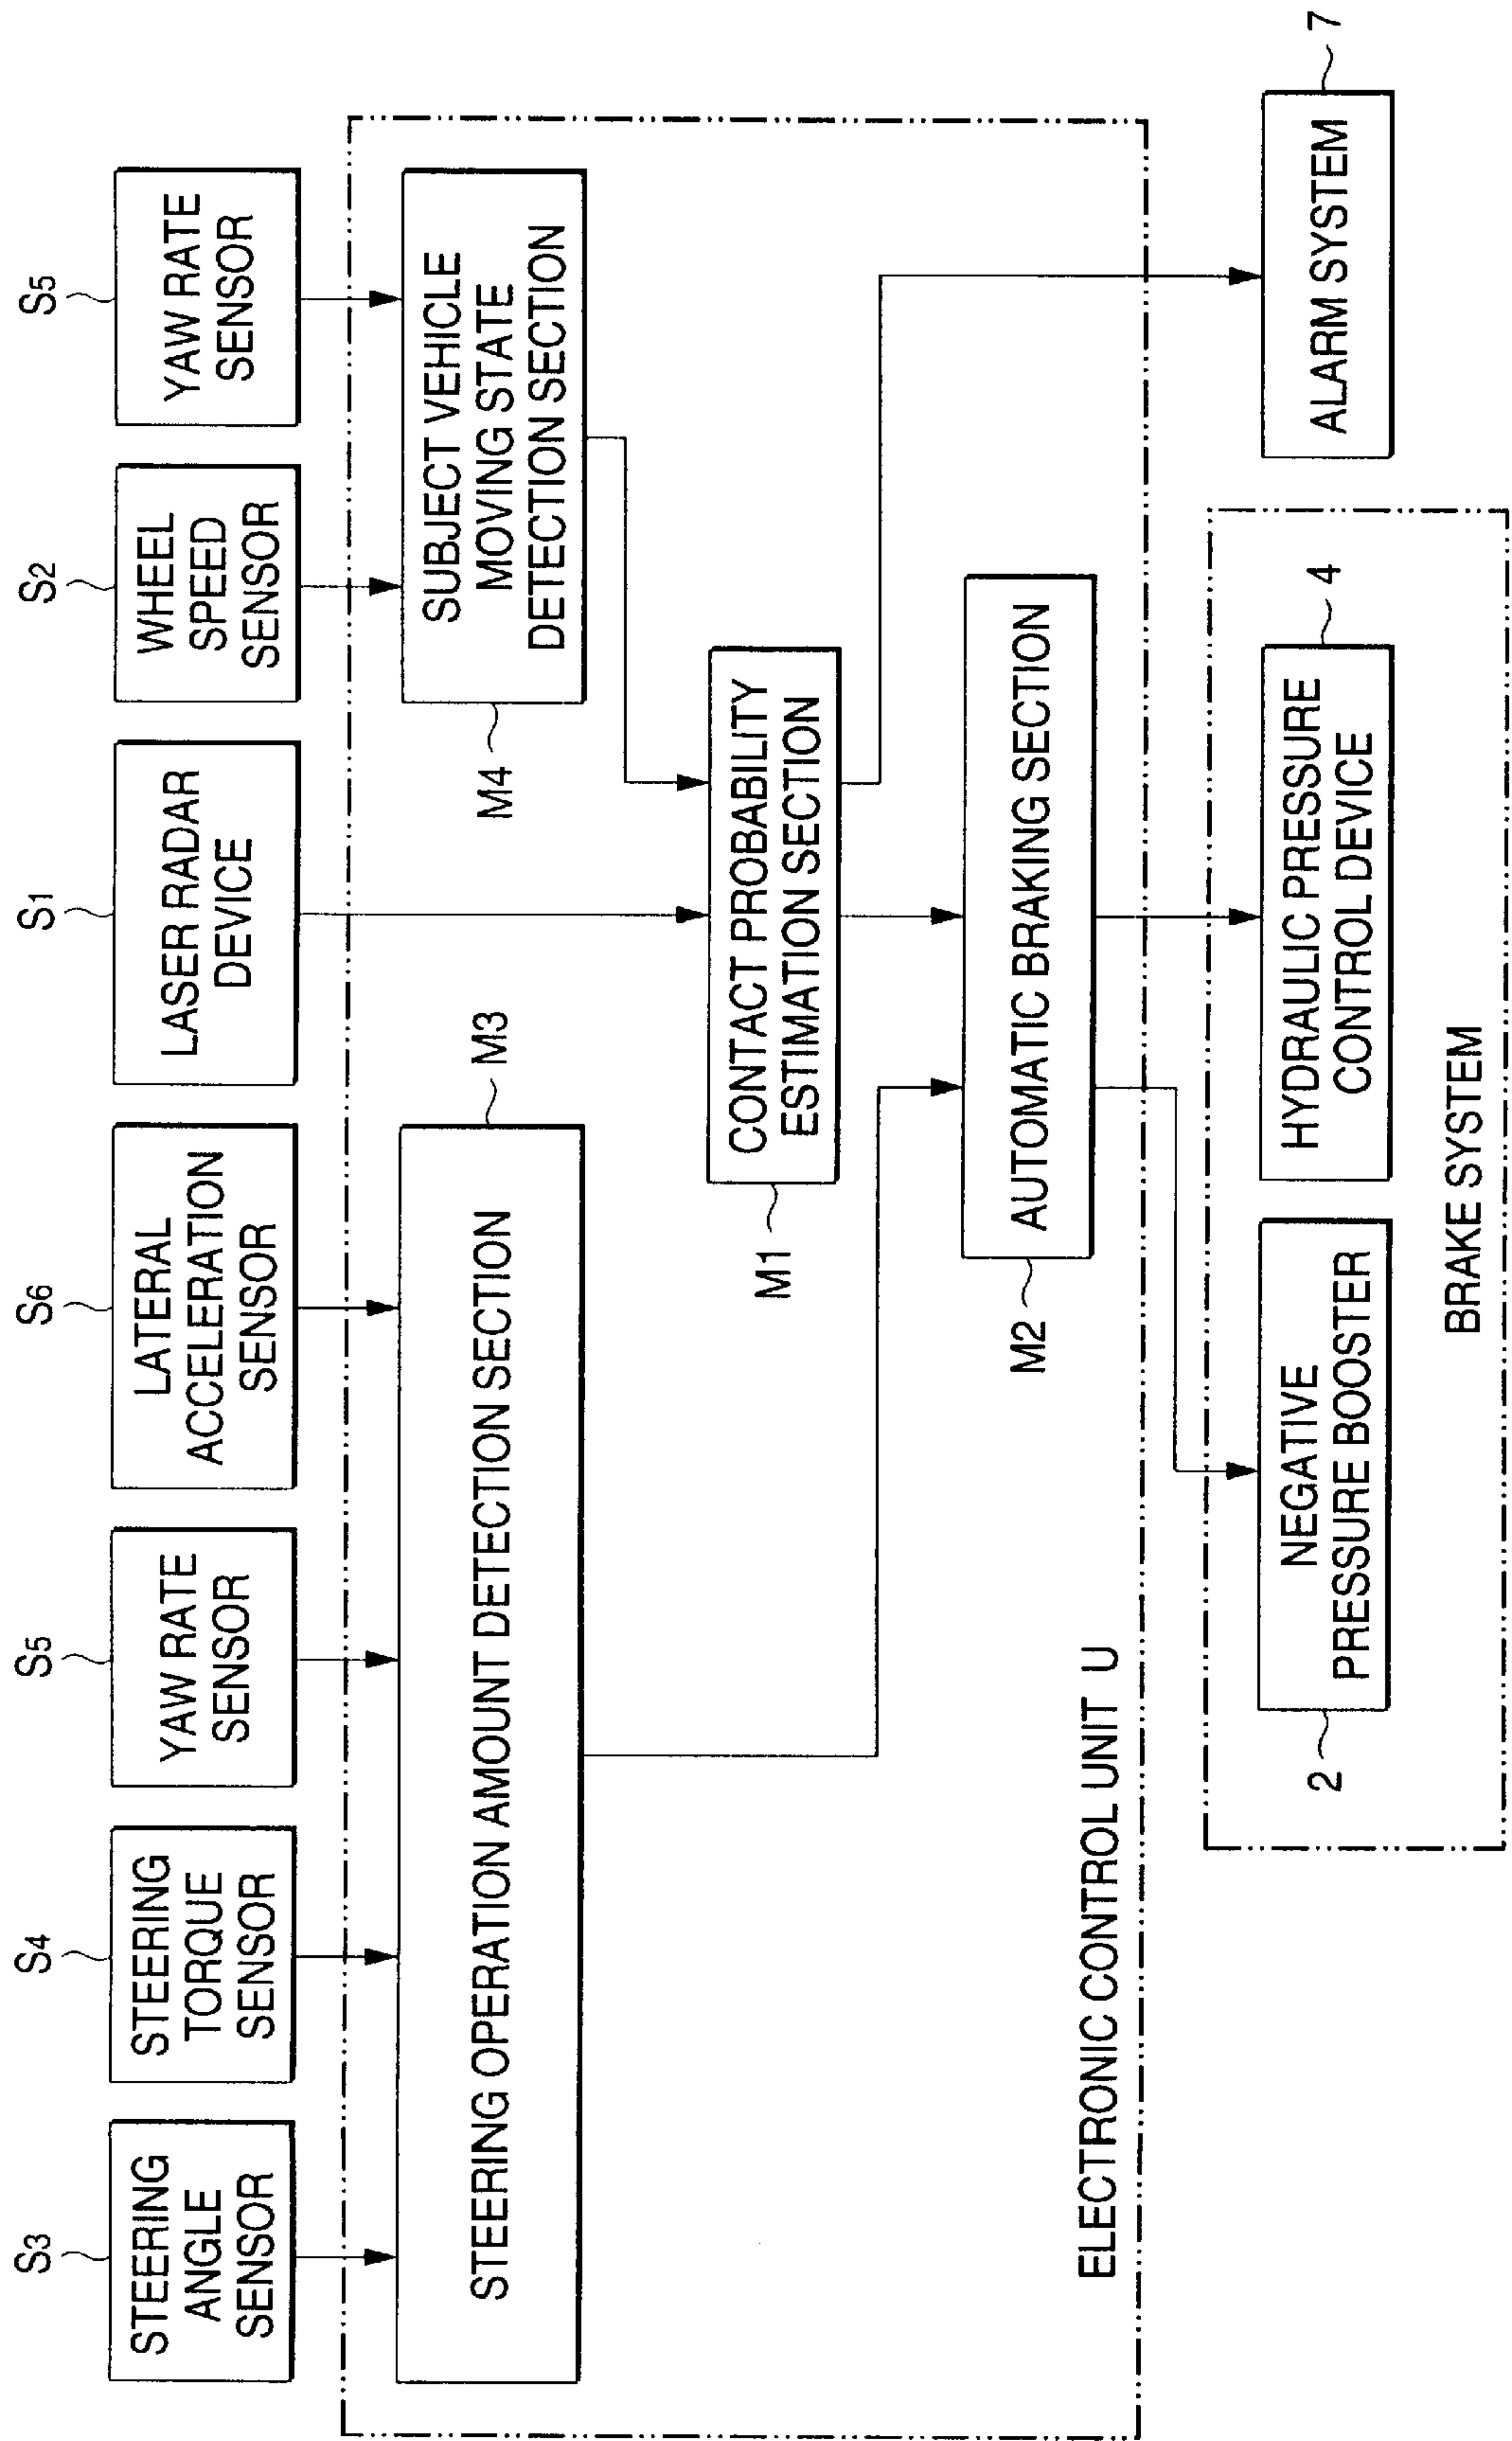 S3
STEERING
ANGLE
SENSOR
S4
STEERING
TORQUE
SENSOR
S5
YAW RATE
SENSOR
S6
LATERAL
ACCELERATION
SENSOR
S1
LASER RADAR
DEVICE
S2
WHEEL
SPEED
SENSOR
S5
YAW RATE
SENSOR
STEERING OPERATION AMOUNT DETECTION SECTION
M3
SUBJECT VEHICLE
MOVING STATE
DETECTION SECTION
M4
CONTACT PROBABILITY
ESTIMATION SECTION
M1
AUTOMATIC BRAKING SECTION
M2
ELECTRONIC CONTROL UNIT U
2
NEGATIVE
PRESSURE BOOSTER
HYDRAULIC PRESSURE
CONTROL DEVICE
4
BRAKE SYSTEM
ALARM SYSTEM
7